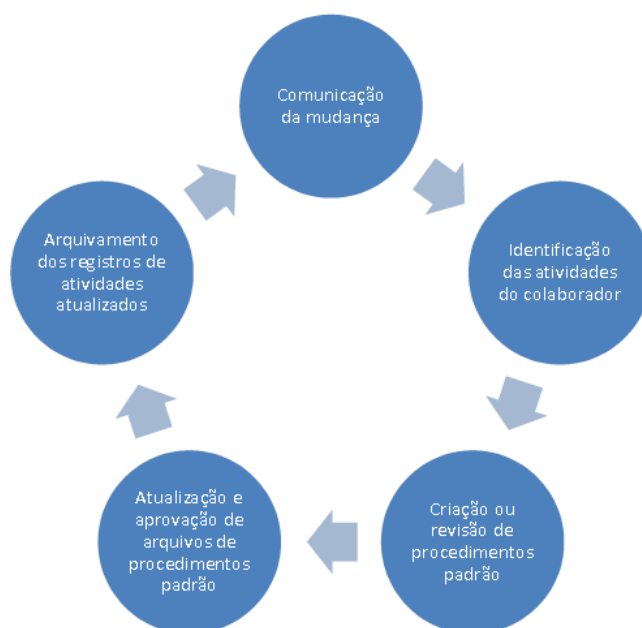 Comunicação
da mudança
Identificação
das atividades
do colaborador
Criação ou
revisão de
procedimentos
padrão
Atualização e
aprovação de
arquivos de
procedimentos
padrão
Arquivamento
dos registros de
atividades
atualizados